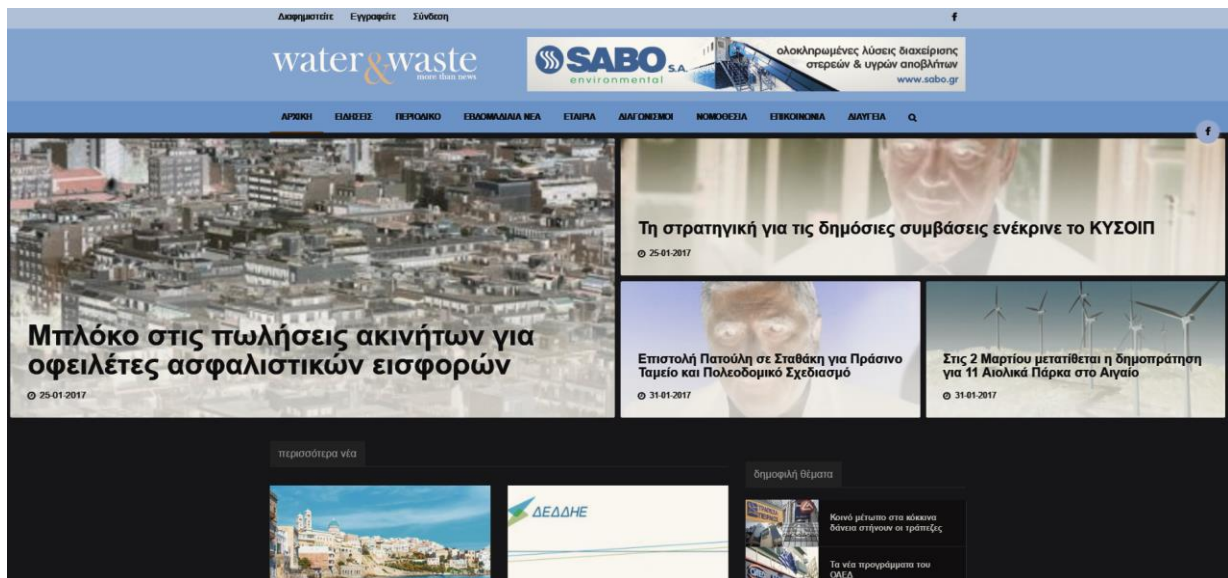 Διαφημιστείτε Εγγραφείτε Σύνδεση f
water&waste
more than news
SABO S.A.
environmental
ολοκληρωμένες λύσεις διαχείρισης
στερεών & υγρών αποβλήτων
www.sabo.gr
ΑΡΧΙΚΗ ΕΙΔΗΣΕΙΣ ΠΕΡΙΟΔΙΚΟ ΕΒΔΟΜΑΔΙΑΙΑ ΝΕΑ ΕΤΑΙΡΙΑ ΔΙΑΓΩΝΙΣΜΟΙ ΝΟΜΟΘΕΣΙΑ ΕΠΙΚΟΙΝΩΝΙΑ ΔΙΑΥΓΕΙΑ
f
Μπλόκο στις πωλήσεις ακινήτων για
οφειλέτες ασφαλιστικών εισφορών
25-01-2017
Τη στρατηγική για τις δημόσιες συμβάσεις ενέκρινε το ΚΥΣΟΙΠ
25-01-2017
Επιστολή Πατούλη σε Σταθάκη για Πράσινο
Ταμείο και Πολεοδομικό Σχεδιασμό
31-01-2017
Στις 2 Μαρτίου μετατίθεται η δημοπράτηση
για 11 Αιολικά Πάρκα στο Αιγαίο
31-01-2017
περισσότερα νέα
ΔΕΔΔΗΕ
δημοφιλή θέματα
ΤΡΑΠΕΖΑ
Κοινό μέτωπο στα κόκκινα
δάνεια στήνουν οι τράπεζες
Τα νέα προγράμματα του
ΟΑΕΔ